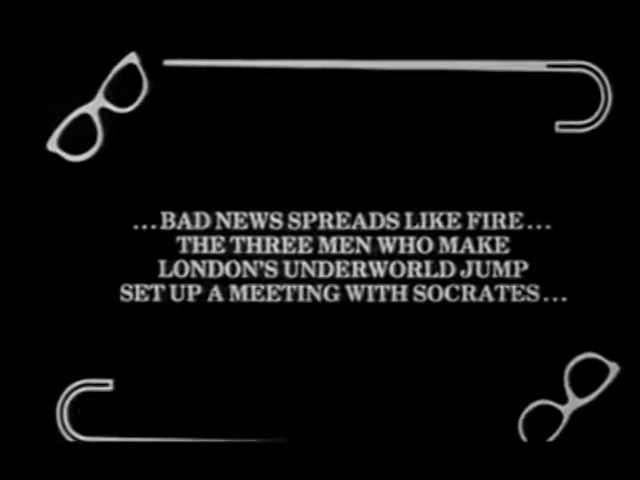 ...BAD NEWS SPREADS LIKE FIRE...
THE THREE MEN WHO MAKE
LONDON'S UNDERWORLD JUMP
SET UP A MEETING WITH SOCRATES...